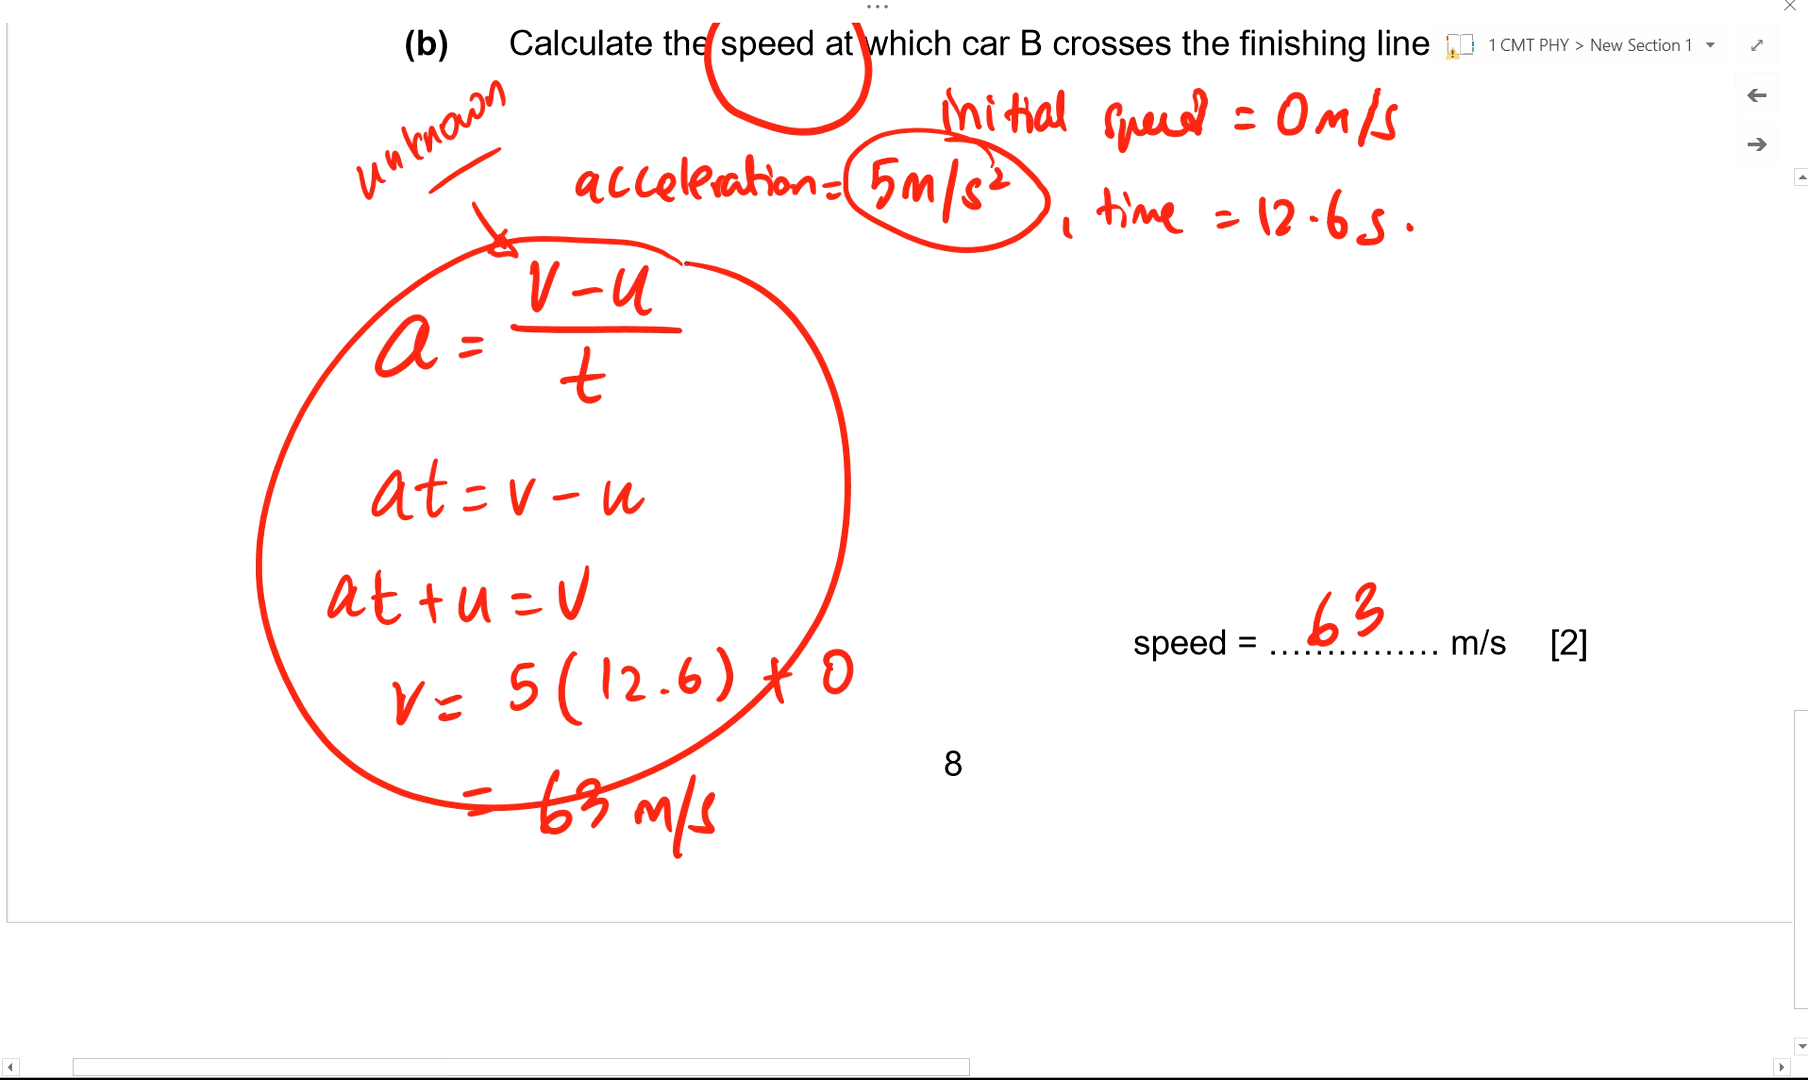 (b) Calculate the speed at which car B crosses the finishing line
1 CMT PHY > New Section 1
unknown
initial speed = 0 m/s
acceleration = 5 m/s², time = 12.6 s.
a = v - u / t
at = v - u
at + u = v
v = 5 (12.6) + 0
= 63 m/s
speed = ...63... m/s [2]
8